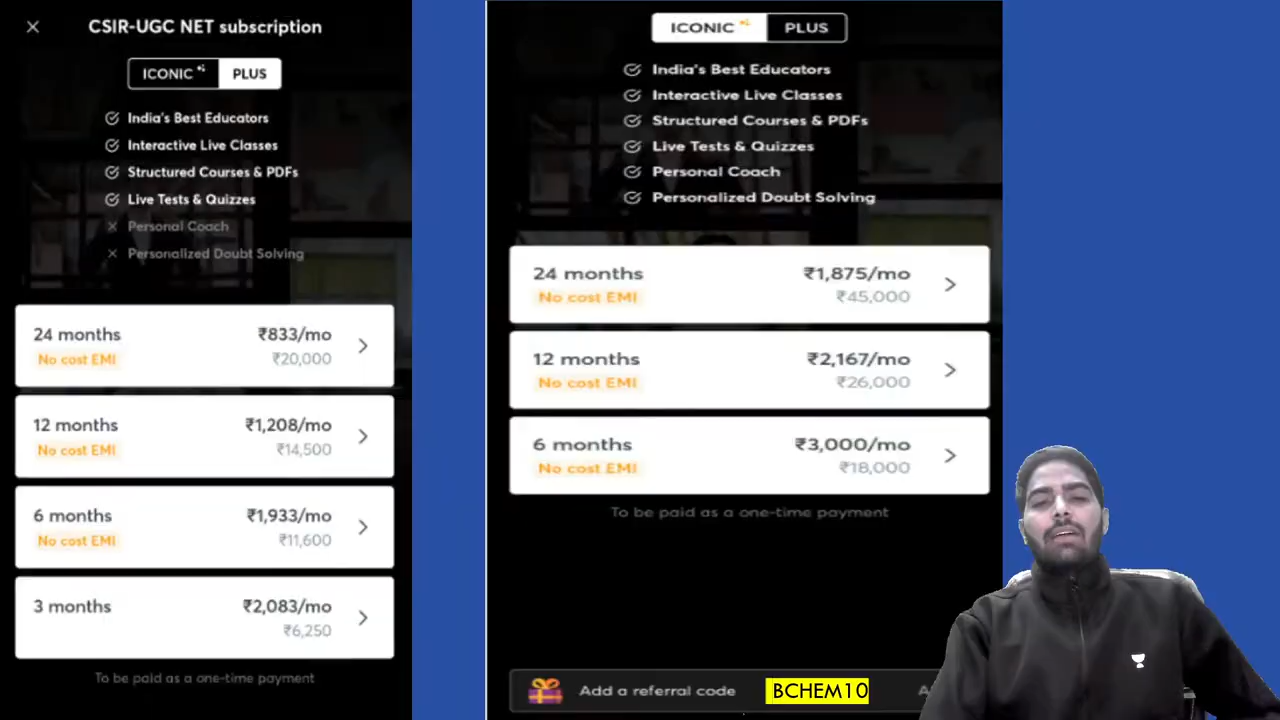 CSIR-UGC NET subscription
ICONIC PLUS
India's Best Educators
Interactive Live Classes
Structured Courses & PDFs
Live Tests & Quizzes
Personal Coach
Personalized Doubt Solving
24 months ₹833/mo
No cost EMI ₹20,000
12 months ₹1,208/mo
No cost EMI ₹14,500
6 months ₹1,933/mo
No cost EMI ₹11,600
3 months ₹2,083/mo
₹6,250
To be paid as a one-time payment
ICONIC PLUS
India's Best Educators
Interactive Live Classes
Structured Courses & PDFs
Live Tests & Quizzes
Personal Coach
Personalized Doubt Solving
24 months ₹1,875/mo
No cost EMI ₹45,000
12 months ₹2,167/mo
No cost EMI ₹26,000
6 months ₹3,000/mo
No cost EMI ₹18,000
To be paid as a one-time payment
Add a referral code BCHEM10